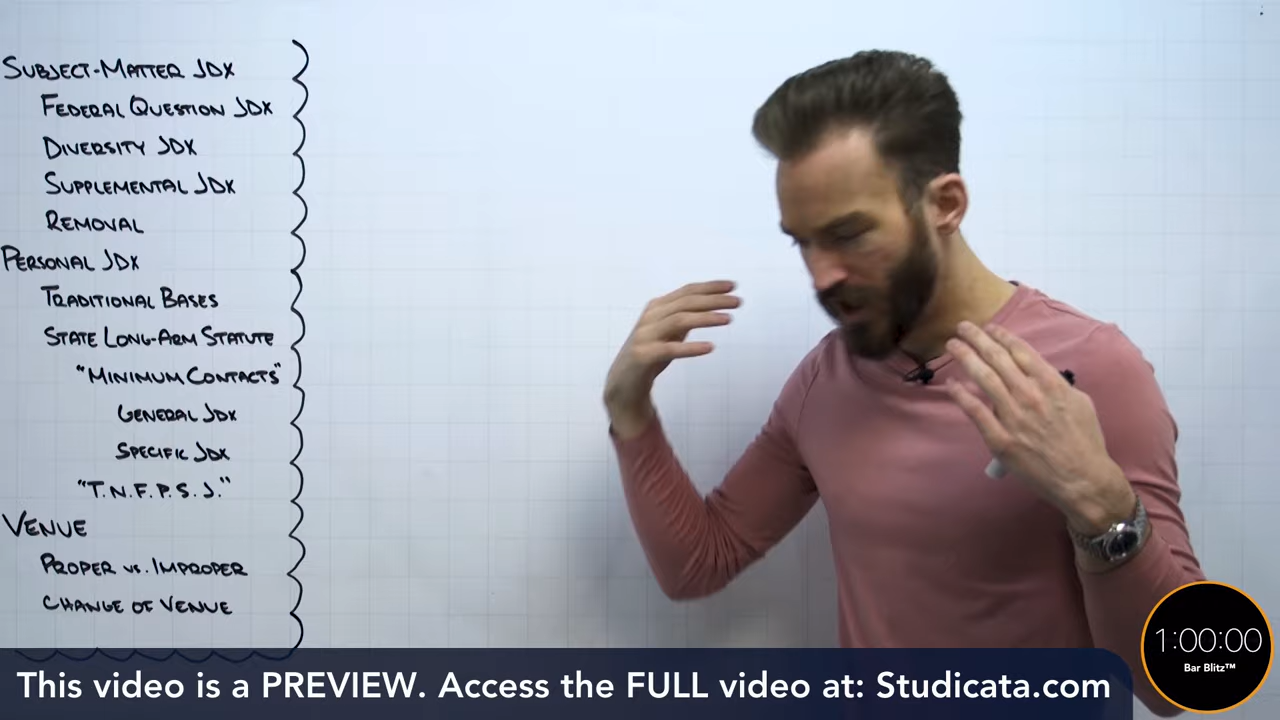 SUBJECT-MATTER JDX
FEDERAL QUESTION JDX
DIVERSITY JDX
SUPPLEMENTAL JDX
REMOVAL
PERSONAL JDX
TRADITIONAL BASES
STATE LONG-ARM STATUTE
"MINIMUM CONTACTS"
GENERAL JDX
SPECIFIC JDX
"T.N.F.P.S.J."
VENUE
PROPER vs. IMPROPER
CHANGE OF VENUE
1:00:00
Bar Blitz™
This video is a PREVIEW. Access the FULL video at: Studicata.com